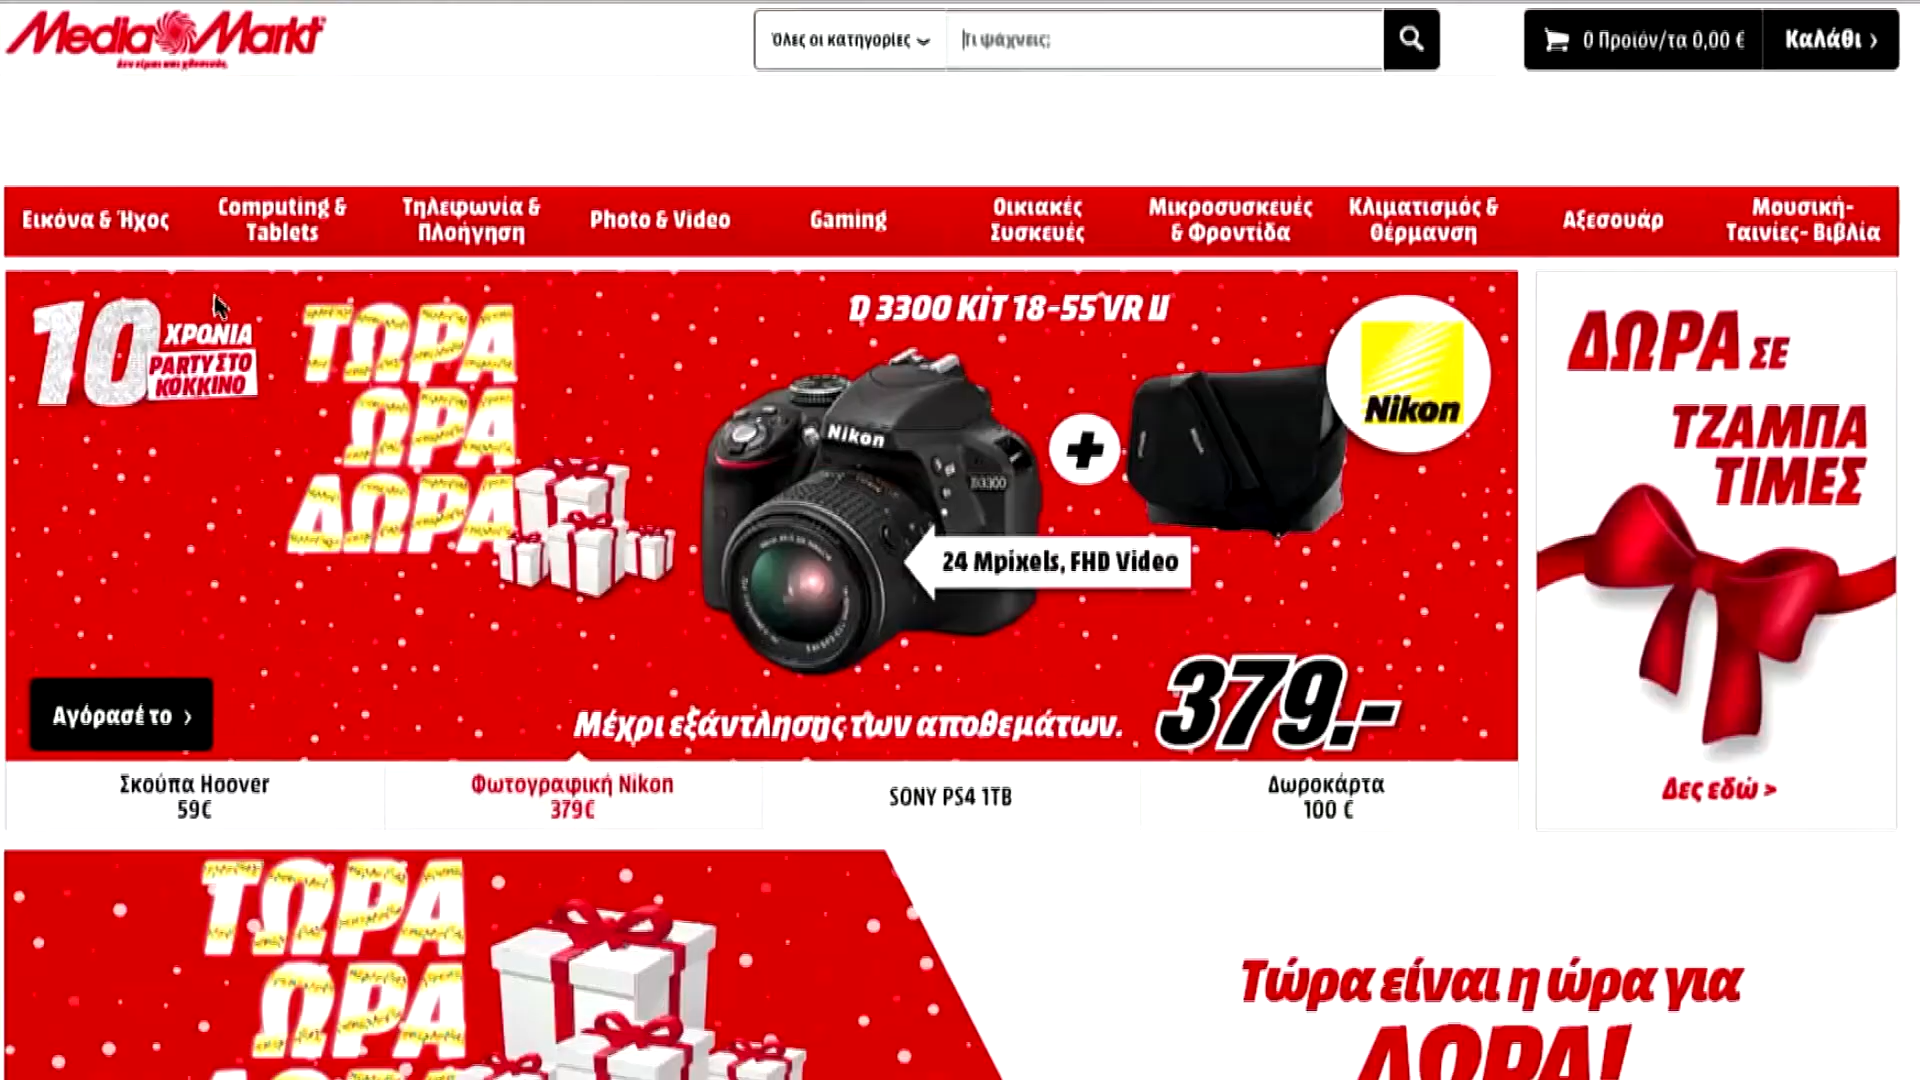 Media Markt
Όλες οι κατηγορίες
Τι ψάχνεις;
0 Προϊόν/τα 0,00 €
Καλάθι ›
Εικόνα & Ήχος
Computing &
Tablets
Τηλεφωνία &
Πλοήγηση
Photo & Video
Gaming
Οικιακές
Συσκευές
Μικροσυσκευές
& Φροντίδα
Κλιματισμός &
Θέρμανση
Αξεσουάρ
Μουσική-
Ταινίες- Βιβλία
10 ΧΡΟΝΙΑ
PARTY ΣΤΟ
ΚΟΚΚΙΝΟ
ΤΩΡΑ
ΩΡΑ
ΔΩΡΑ
D 3300 KIT 18-55 VR II
Nikon
D3300
+
Nikon
24 Mpixels, FHD Video
379.-
Μέχρι εξάντλησης των αποθεμάτων.
Αγόρασέ το ›
ΔΩΡΑ ΣΕ
ΤΖΑΜΠΑ
ΤΙΜΕΣ
Δες εδώ >
Σκούπα Hoover
59€
Φωτογραφική Nikon
379€
SONY PS4 1TB
Δωροκάρτα
100 €
ΤΩΡΑ
ΩΡΑ
ΔΩΡΑ
Τώρα είναι η ώρα για
ΔΩΡΑ!